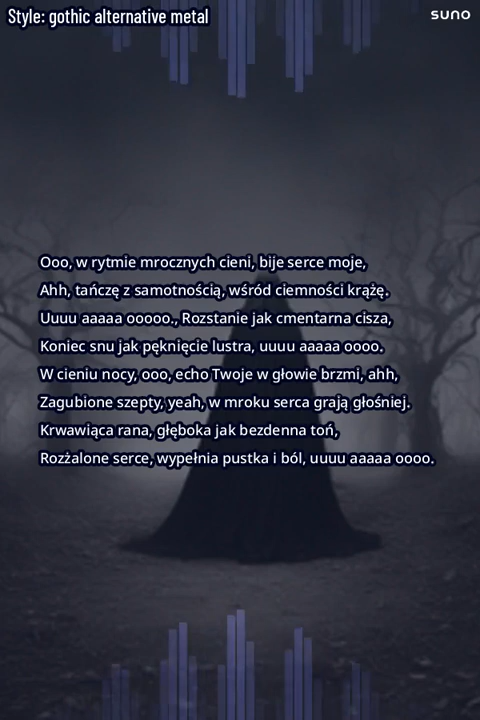 Style: gothic alternative metal
suno
Ooo, w rytmie mrocznych cieni, bije serce moje,
Ahh, tańczę z samotnością, wśród ciemności krążę.
Uuuu aaaaa ooooo., Rozstanie jak cmentarna cisza,
Koniec snu jak pęknięcie lustra, uuuu aaaaa oooo.
W cieniu nocy, ooo, echo Twoje w głowie brzmi, ahh,
Zagubione szepty, yeah, w mroku serca grają głośniej.
Krwawiąca rana, głęboka jak bezdenna toń,
Rozżalone serce, wypełnia pustka i ból, uuuu aaaaa oooo.